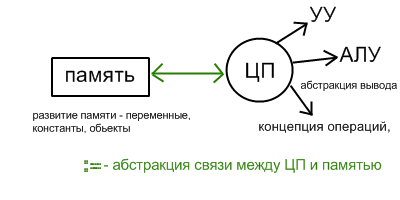 УУ
АЛУ
память
ЦП
абстракция вывода
развитие памяти - переменные,
константы, обьекты
концепция операций,
:= - абстракция связи между ЦП и памятью